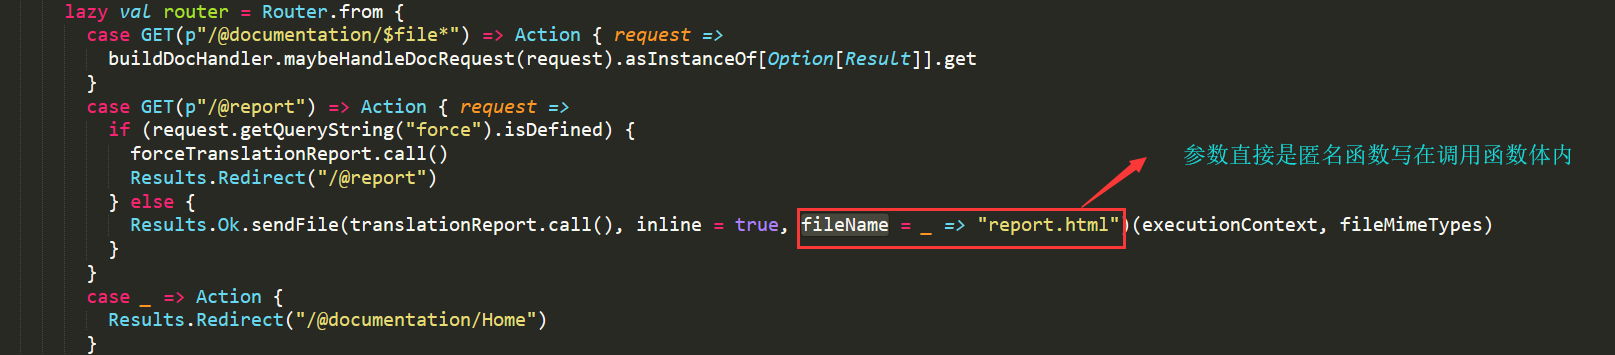 lazy val router = Router.from {
case GET(p"/@documentation/$file*") => Action { request =>
buildDocHandler.maybeHandleDocRequest(request).asInstanceOf[Option[Result]].get
}
case GET(p"/@report") => Action { request =>
if (request.getQueryString("force").isDefined) {
forceTranslationReport.call()
Results.Redirect("/@report")
} else {
Results.Ok.sendFile(translationReport.call(), inline = true, fileName = _ => "report.html")(executionContext, fileMimeTypes)
}
}
case _ => Action {
Results.Redirect("/@documentation/Home")
}
参数直接是匿名函数写在调用函数体内